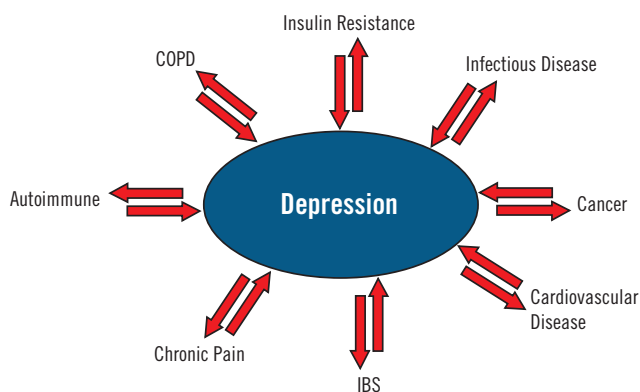 Insulin Resistance
COPD
Infectious Disease
Autoimmune
Depression
Cancer
Cardiovascular
Disease
Chronic Pain
IBS